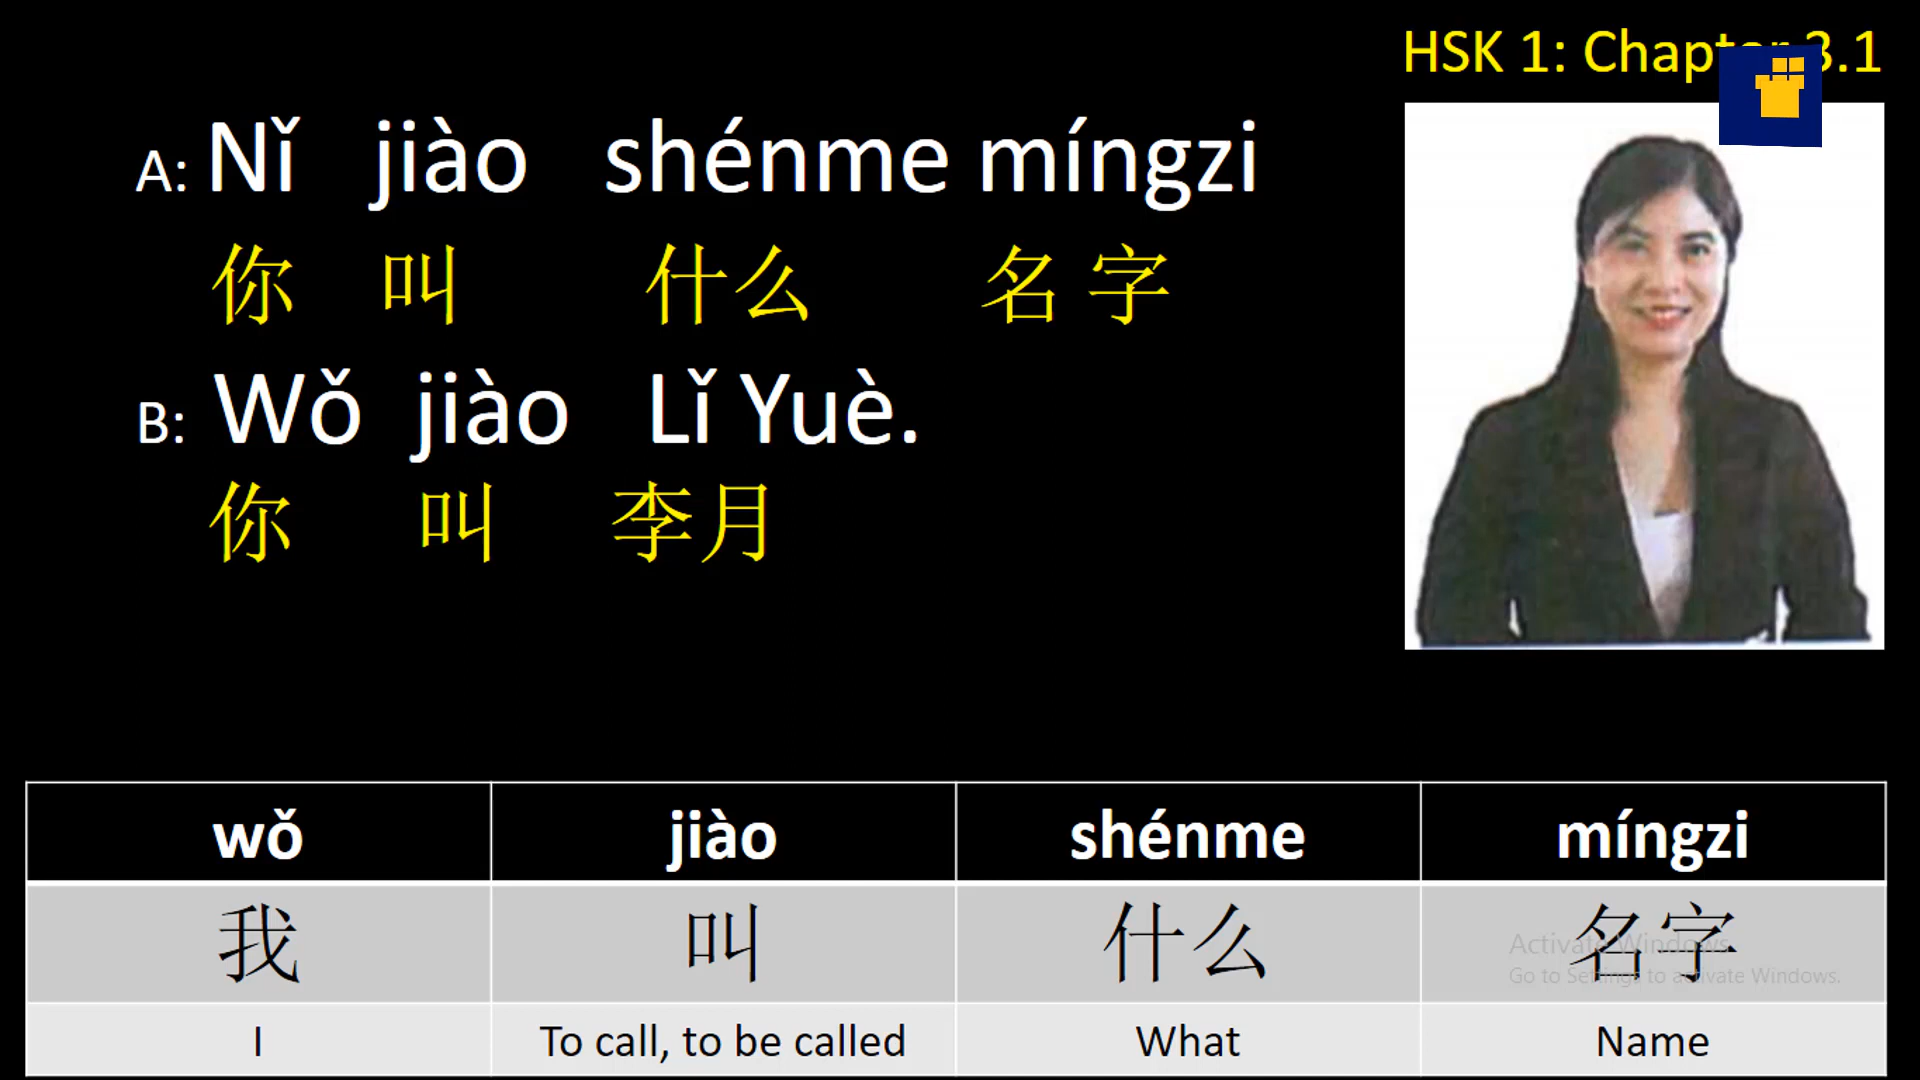 HSK 1: Chapter 3.1
A: Nǐ jiào shénme míngzi
你 叫 什么 名 字
B: Wǒ jiào Lǐ Yuè.
你 叫 李月
wǒ jiào shénme míngzi
我 叫 什么 名字
I To call, to be called What Name
Activate Windows
Go to Settings to activate Windows.